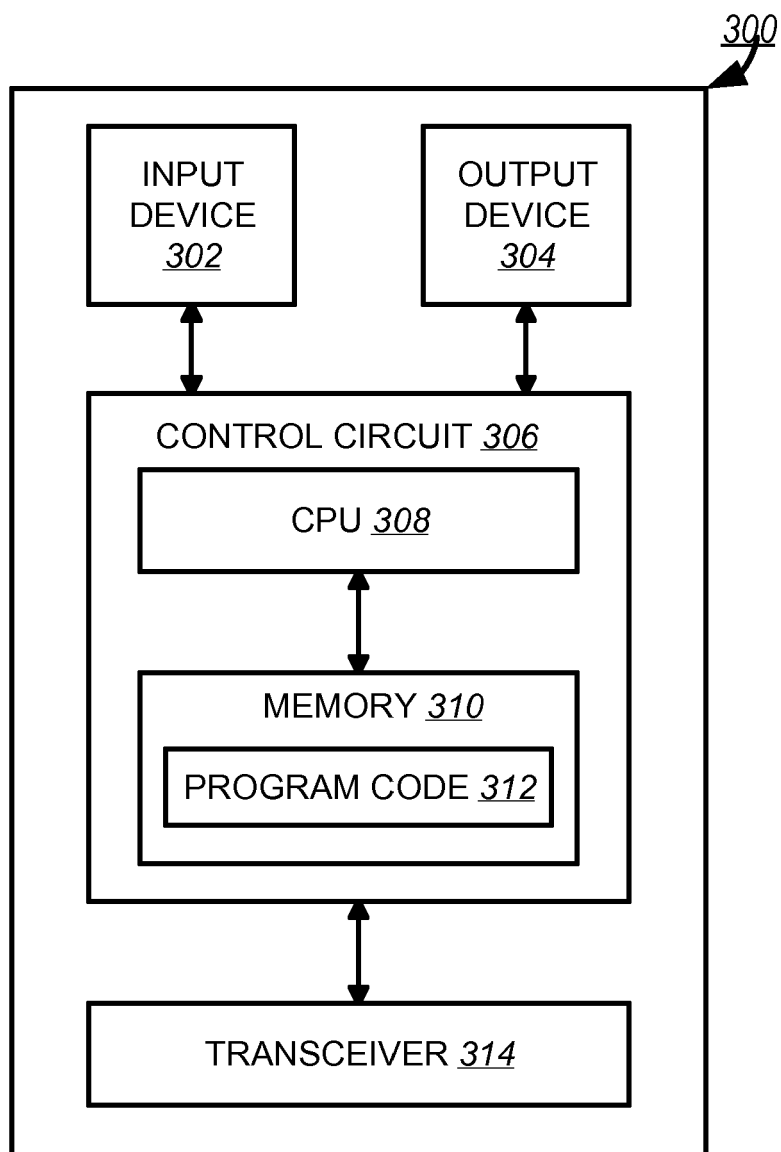 300
INPUT
DEVICE
302
OUTPUT
DEVICE
304
CONTROL CIRCUIT 306
CPU 308
MEMORY 310
PROGRAM CODE 312
TRANSCEIVER 314